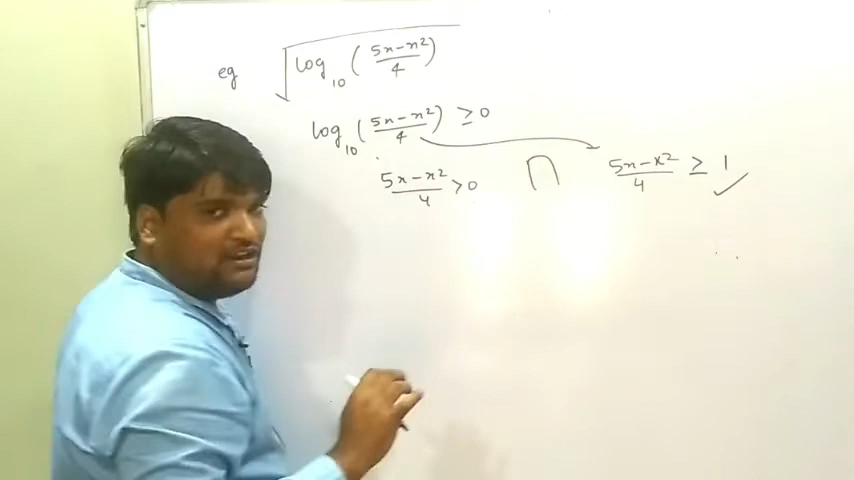 eg √log₁₀ ((5x-x²)/4)
log₁₀ ((5x-x²)/4) ≥ 0
(5x-x²)/4 > 0 ∩ (5x-x²)/4 ≥ 1 ✓